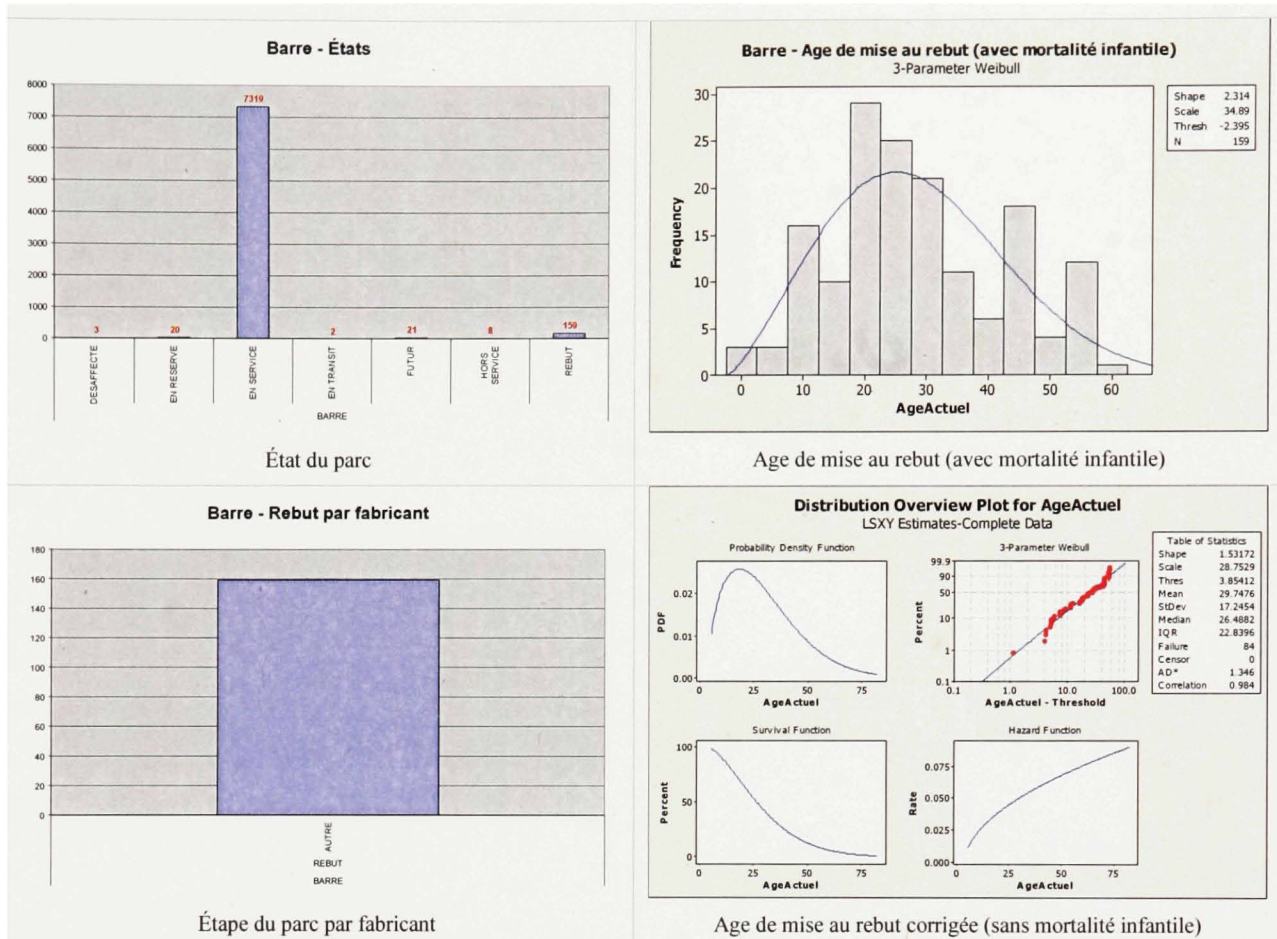 Barre - États
8000
7000
6000
5000
4000
3000
2000
1000
0
3
20
7319
2
21
8
159
DESAFFECTE
EN RESERVE
EN SERVICE
EN TRANSIT
FUTUR
HORS
SERVICE
REBUT
BARRE
État du parc
Barre - Age de mise au rebut (avec mortalité infantile)
3-Parameter Weibull
Shape 2.314
Scale 34.89
Thresh -2.395
N 159
Frequency
30
25
20
15
10
5
0
0 10 20 30 40 50 60
AgeActuel
Age de mise au rebut (avec mortalité infantile)
Barre - Rebut par fabricant
180
160
140
120
100
80
60
40
20
0
AUTRE
REBUT
BARRE
Étape du parc par fabricant
Distribution Overview Plot for AgeActuel
LSXY Estimates-Complete Data
Probability Density Function
PDF
0.02
0.01
0.00
0 25 50 75
AgeActuel
3-Parameter Weibull
Percent
99.9
90
50
10
1
0.1
0.1 1.0 10.0 100.0
AgeActuel - Threshold
Table of Statistics
Shape 1.53172
Scale 28.7529
Thres 3.85412
Mean 29.7476
StDev 17.2454
Median 26.4882
IQR 22.8396
Failure 84
Censor 0
AD* 1.346
Correlation 0.984
Survival Function
Percent
100
50
0
0 25 50 75
AgeActuel
Hazard Function
Rate
0.075
0.050
0.025
0.000
0 25 50 75
AgeActuel
Age de mise au rebut corrigée (sans mortalité infantile)